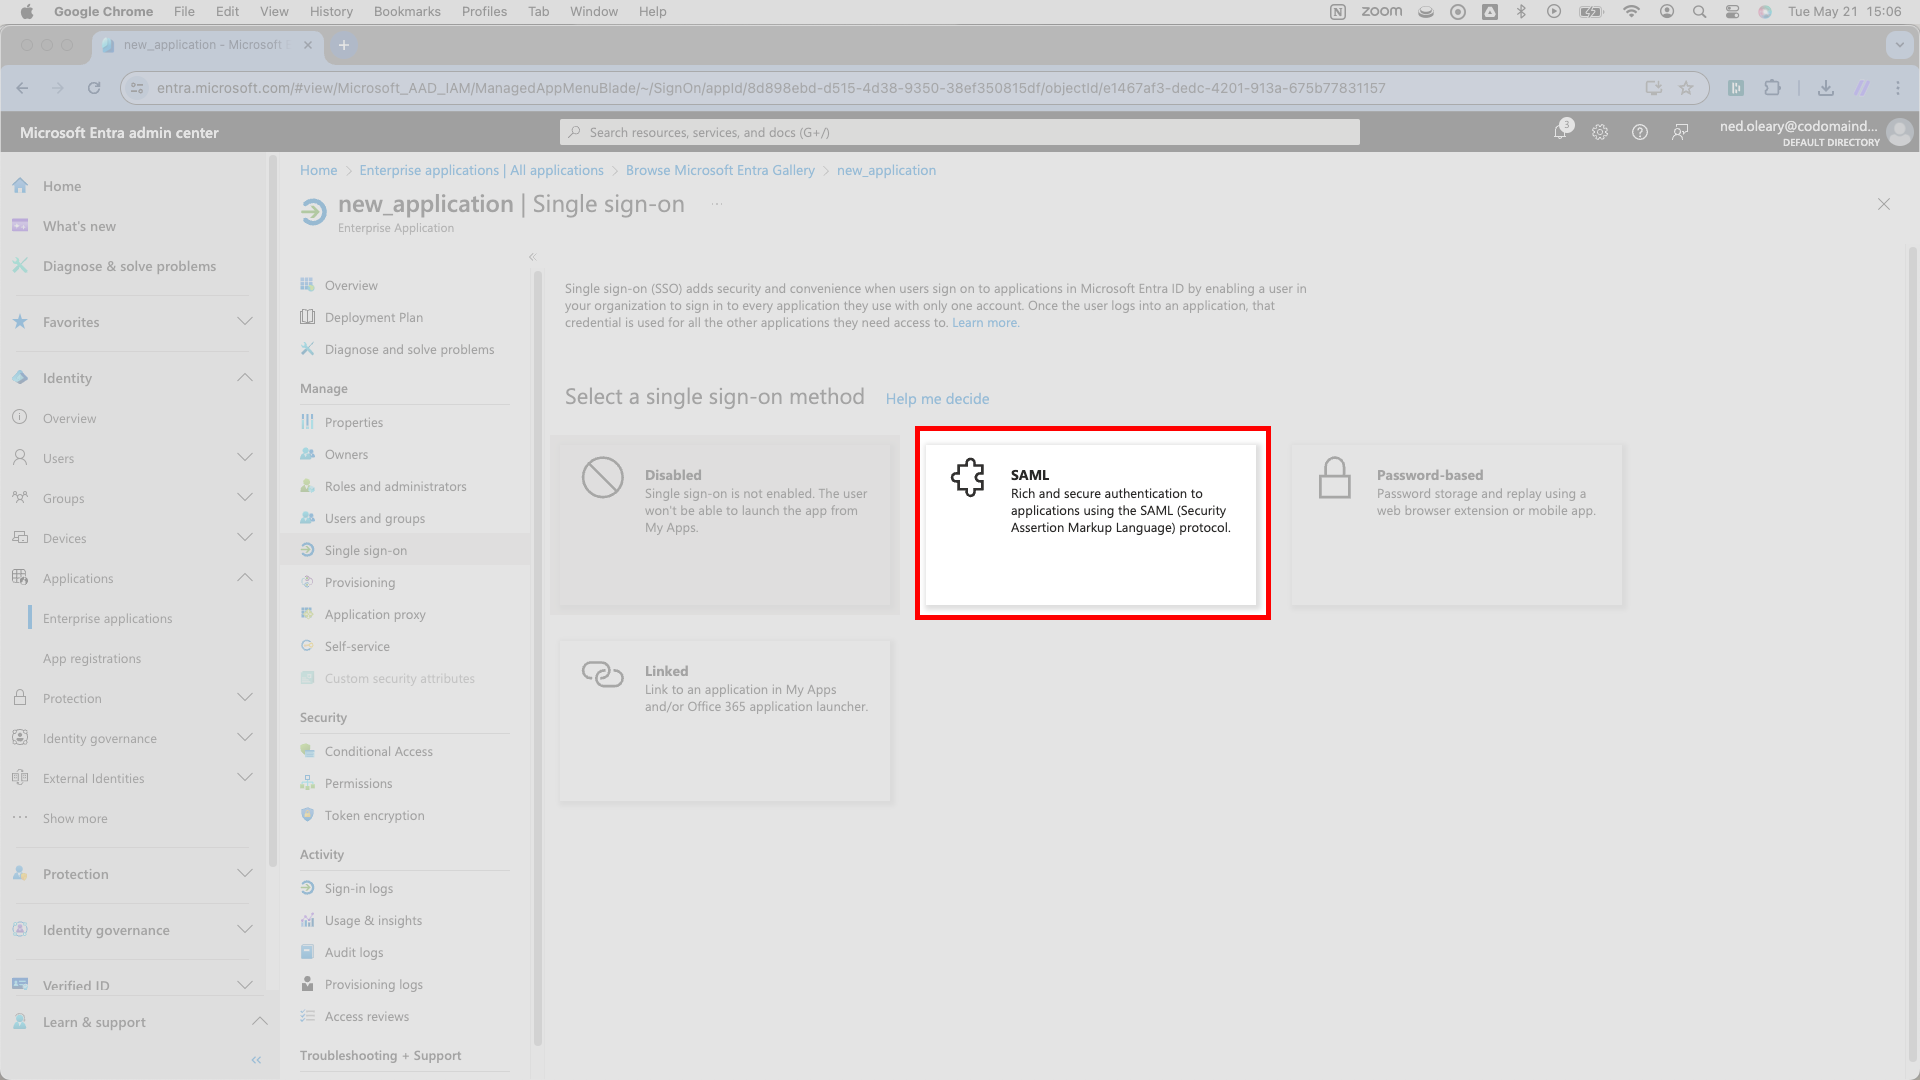 Google Chrome File Edit View History Bookmarks Profiles Tab Window Help zoom Tue May 21 15:06
new_application - Microsoft
entra.microsoft.com/#view/Microsoft_AAD_IAM/ManagedAppMenuBlade/~/SignOn/appId/8d898ebd-d515-4d38-9350-38ef350815df/objectId/e1467af3-dedc-4201-913a-675b77831157
Microsoft Entra admin center
Search resources, services, and docs (G+/)
3
ned.oleary@codomaind...
DEFAULT DIRECTORY
Home
What's new
Diagnose & solve problems
Favorites
Identity
Overview
Users
Groups
Devices
Applications
Enterprise applications
App registrations
Protection
Identity governance
External Identities
Show more
Protection
Identity governance
Verified ID
Learn & support
Home > Enterprise applications | All applications > Browse Microsoft Entra Gallery > new_application
new_application | Single sign-on ...
Enterprise Application
Overview
Deployment Plan
Diagnose and solve problems
Manage
Properties
Owners
Roles and administrators
Users and groups
Single sign-on
Provisioning
Application proxy
Self-service
Custom security attributes
Security
Conditional Access
Permissions
Token encryption
Activity
Sign-in logs
Usage & insights
Audit logs
Provisioning logs
Access reviews
Troubleshooting + Support
Single sign-on (SSO) adds security and convenience when users sign on to applications in Microsoft Entra ID by enabling a user in
your organization to sign in to every application they use with only one account. Once the user logs into an application, that
credential is used for all the other applications they need access to. Learn more.
Select a single sign-on method Help me decide
Disabled
Single sign-on is not enabled. The user
won't be able to launch the app from
My Apps.
SAML
Rich and secure authentication to
applications using the SAML (Security
Assertion Markup Language) protocol.
Password-based
Password storage and replay using a
web browser extension or mobile app.
Linked
Link to an application in My Apps
and/or Office 365 application launcher.